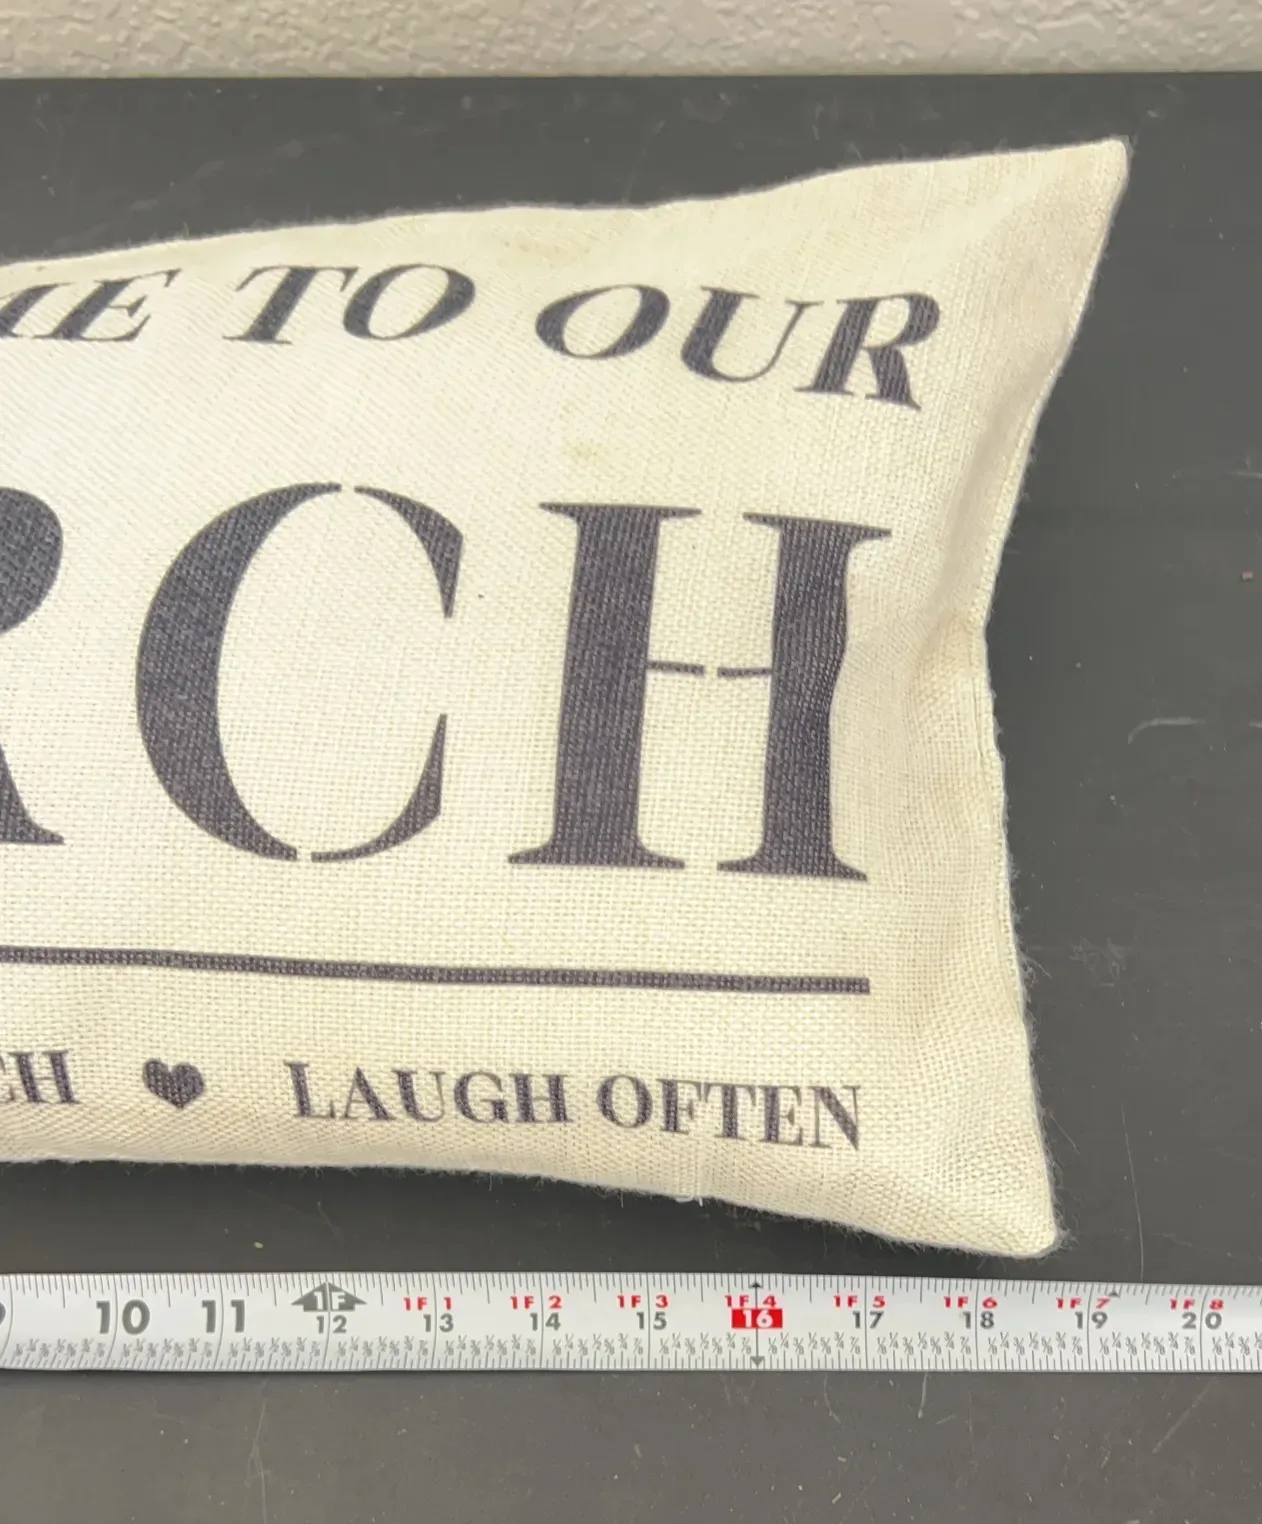 ME TO OUR
RCH
CH ♥ LAUGH OFTEN
1F 1F 1 1F 2 1F 3 1F 4 1F 5 1F 6 1F 7 1F 8
9 10 11 12 13 14 15 16 17 18 19 20